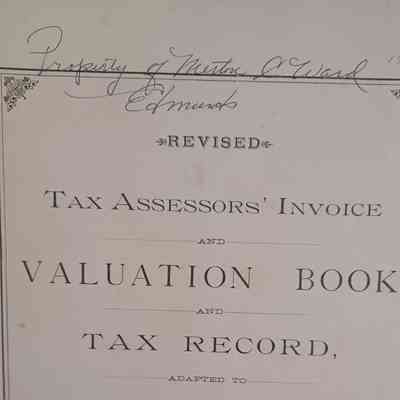 Property of Merton O Ward
Edmunds
REVISED
TAX ASSESSORS' INVOICE
AND
VALUATION BOOK
AND
TAX RECORD,
ADAPTED TO